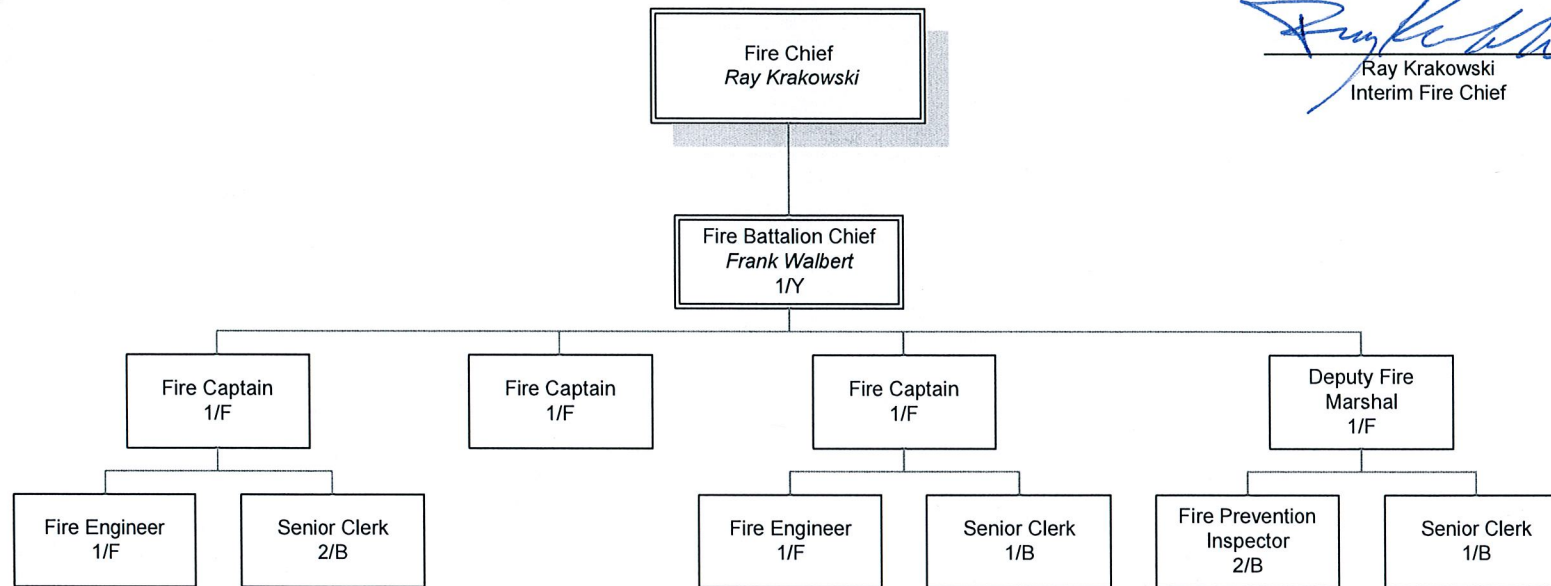 Fire Chief
Ray Krakowski
Ray Krakowski
Interim Fire Chief
Fire Battalion Chief
Frank Walbert
1/Y
Fire Captain
1/F
Fire Captain
1/F
Fire Captain
1/F
Deputy Fire
Marshal
1/F
Fire Engineer
1/F
Senior Clerk
2/B
Fire Engineer
1/F
Senior Clerk
1/B
Fire Prevention
Inspector
2/B
Senior Clerk
1/B